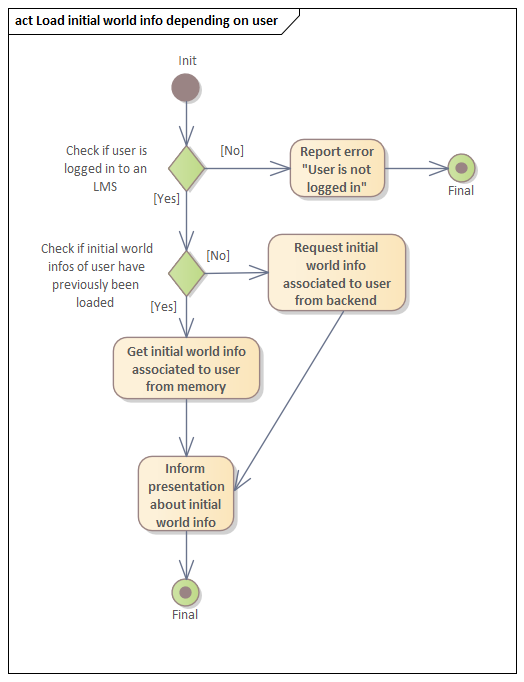 act Load initial world info depending on user
Init
Check if user is
logged in to an
LMS
[No]
Report error
"User is not
logged in"
Final
[Yes]
Check if initial world
infos of user have
previously been
loaded
[No]
Request initial
world info
associated to user
from backend
[Yes]
Get initial world info
associated to user
from memory
Inform
presentation
about initial
world info
Final